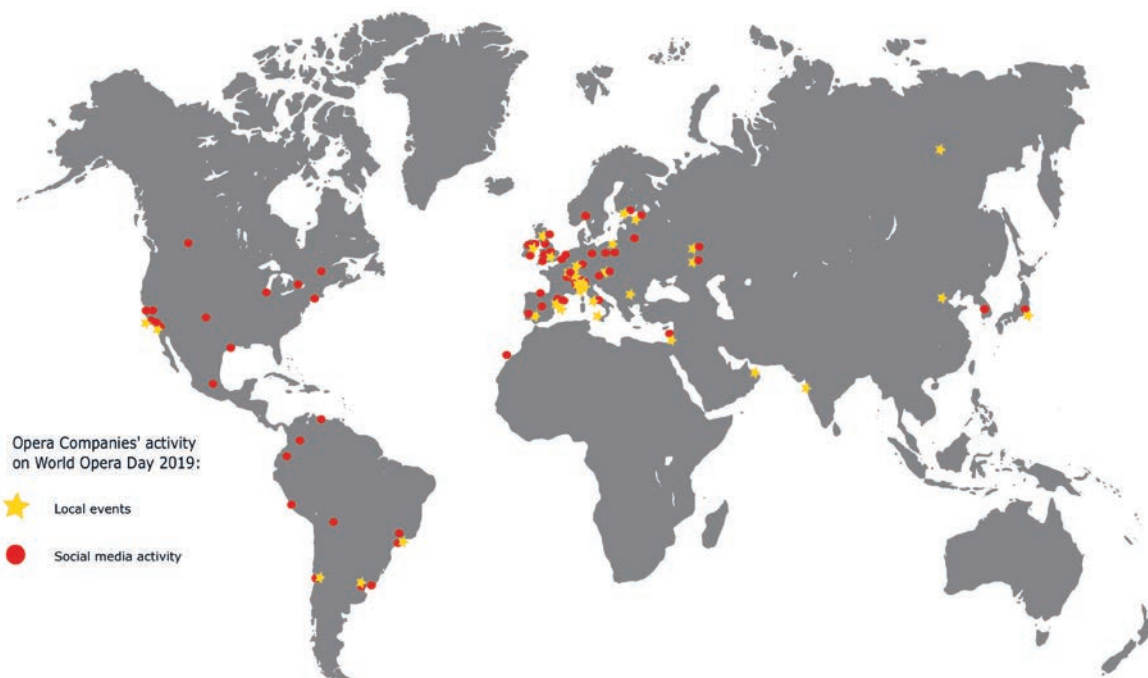 Opera Companies' activity
on World Opera Day 2019:
Local events
Social media activity